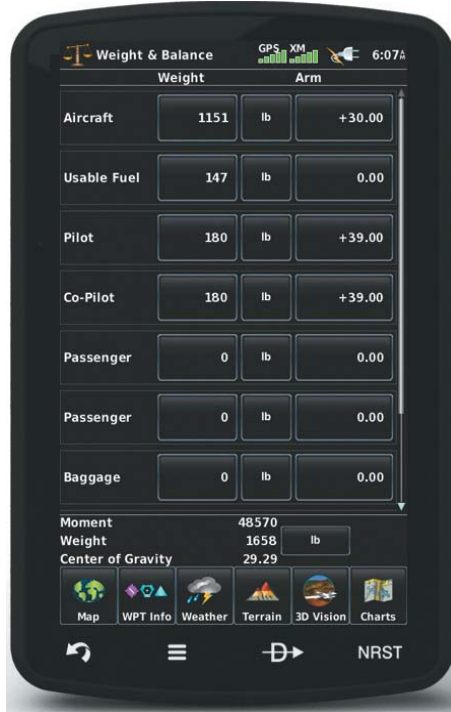 Weight & Balance GPS XM 6:07A
Weight Arm
Aircraft 1151 lb +30.00
Usable Fuel 147 lb 0.00
Pilot 180 lb +39.00
Co-Pilot 180 lb +39.00
Passenger 0 lb 0.00
Passenger 0 lb 0.00
Baggage 0 lb 0.00
Moment 48570
Weight 1658 lb
Center of Gravity 29.29
Map WPT Info Weather Terrain 3D Vision Charts
NRST